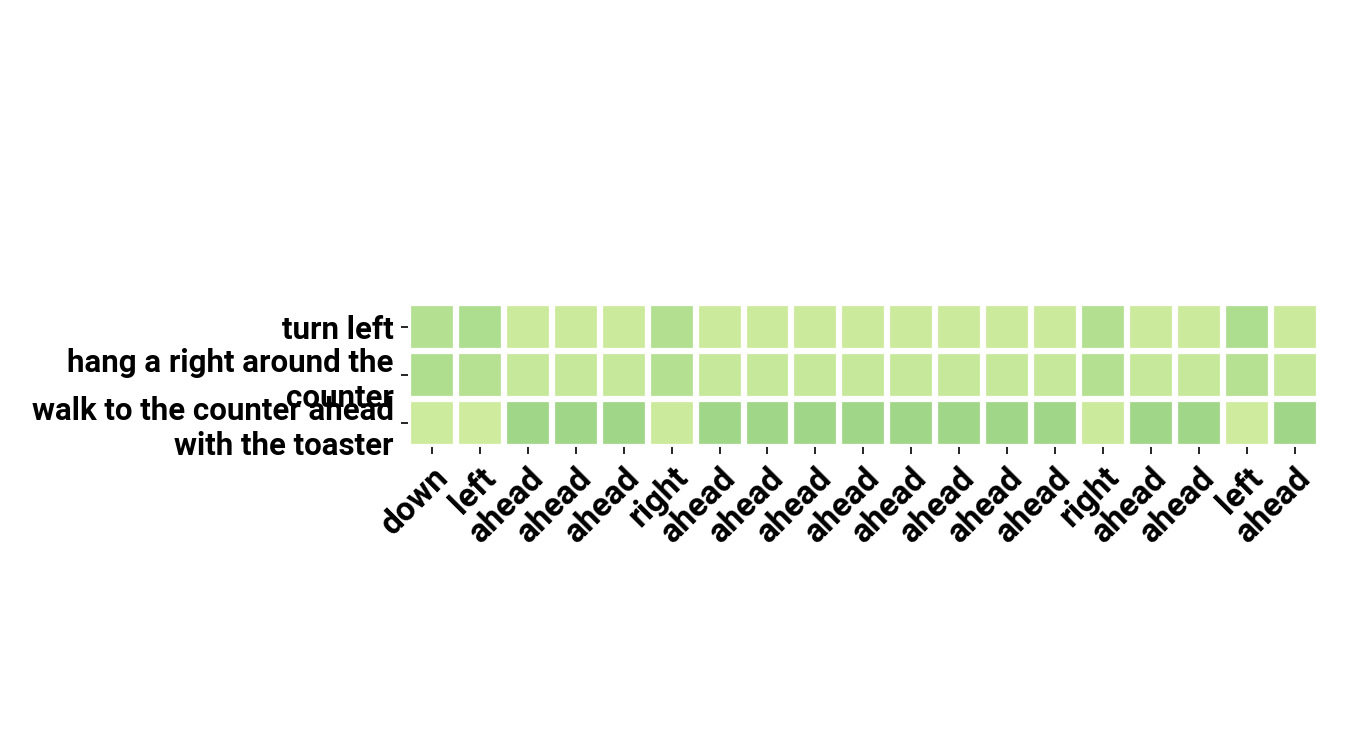 turn left
hang a right around the
counter
walk to the counter ahead
with the toaster
down
left
ahead
ahead
ahead
right
ahead
ahead
ahead
ahead
ahead
ahead
ahead
ahead
right
ahead
ahead
left
ahead